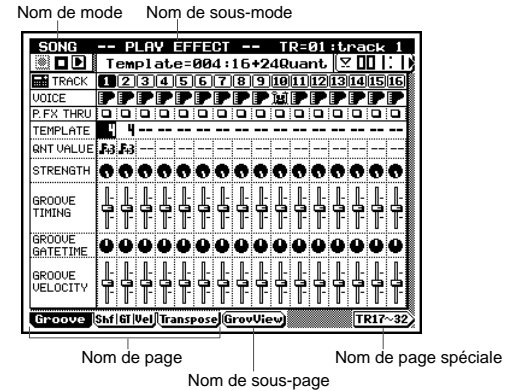 Nom de mode Nom de sous-mode
SONG -- PLAY EFFECT -- TR=01:track 1
Template=004:16+24Quant
TRACK 1 2 3 4 5 6 7 8 9 10 11 12 13 14 15 16
VOICE
P.FX THRU
TEMPLATE 4 4 -- -- -- -- -- -- -- -- -- -- -- -- -- --
QNT VALUE
STRENGTH
GROOVE
TIMING
GROOVE
GATETIME
GROOVE
VELOCITY
Groove Shf GT Vel Transpose GrovView TR17~32
Nom de page Nom de page spéciale
Nom de sous-page